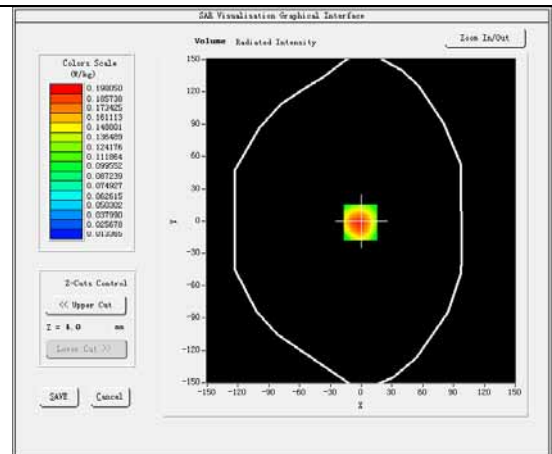 SAR Visualisation Graphical Interface
Volume Radiated Intensity
Zoom In/Out
Colors Scale
(W/kg)
0.198050
0.185738
0.173425
0.161113
0.148801
0.136489
0.124176
0.111864
0.099552
0.087239
0.074927
0.062615
0.050302
0.037990
0.025678
0.013365
Z-Cuts Control
<< Upper Cut
Z = 4.0 mm
Lower Cut >>
SAVE
Cancel
150
120
90
60
30
0
-30
-60
-90
-120
-150
Y
-150 -120 -90 -60 -30 0 30 60 90 120 150
X